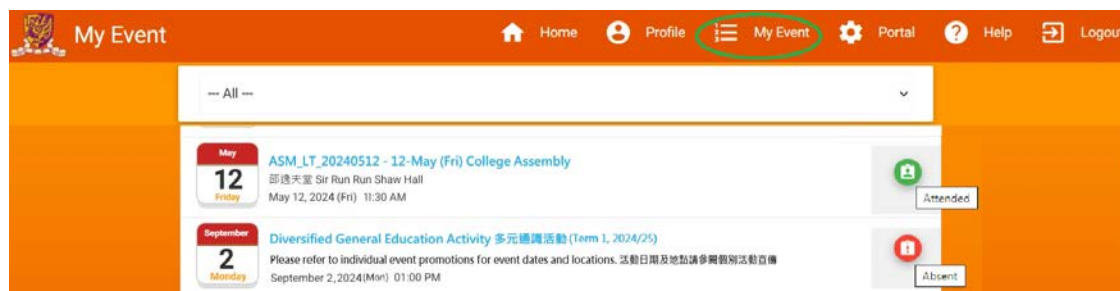 My Event
Home
Profile
My Event
Portal
Help
Logout
--- All ---
May
12
Friday
ASM_LT_20240512 - 12-May (Fri) College Assembly
邵逸夫堂 Sir Run Run Shaw Hall
May 12, 2024 (Fri) 11:30 AM
Attended
September
2
Monday
Diversified General Education Activity 多元通識活動 (Term 1, 2024/25)
Please refer to individual event promotions for event dates and locations. 活動日期及地點請參閱個別活動宣傳
September 2,2024(Mon) 01:00 PM
Absent